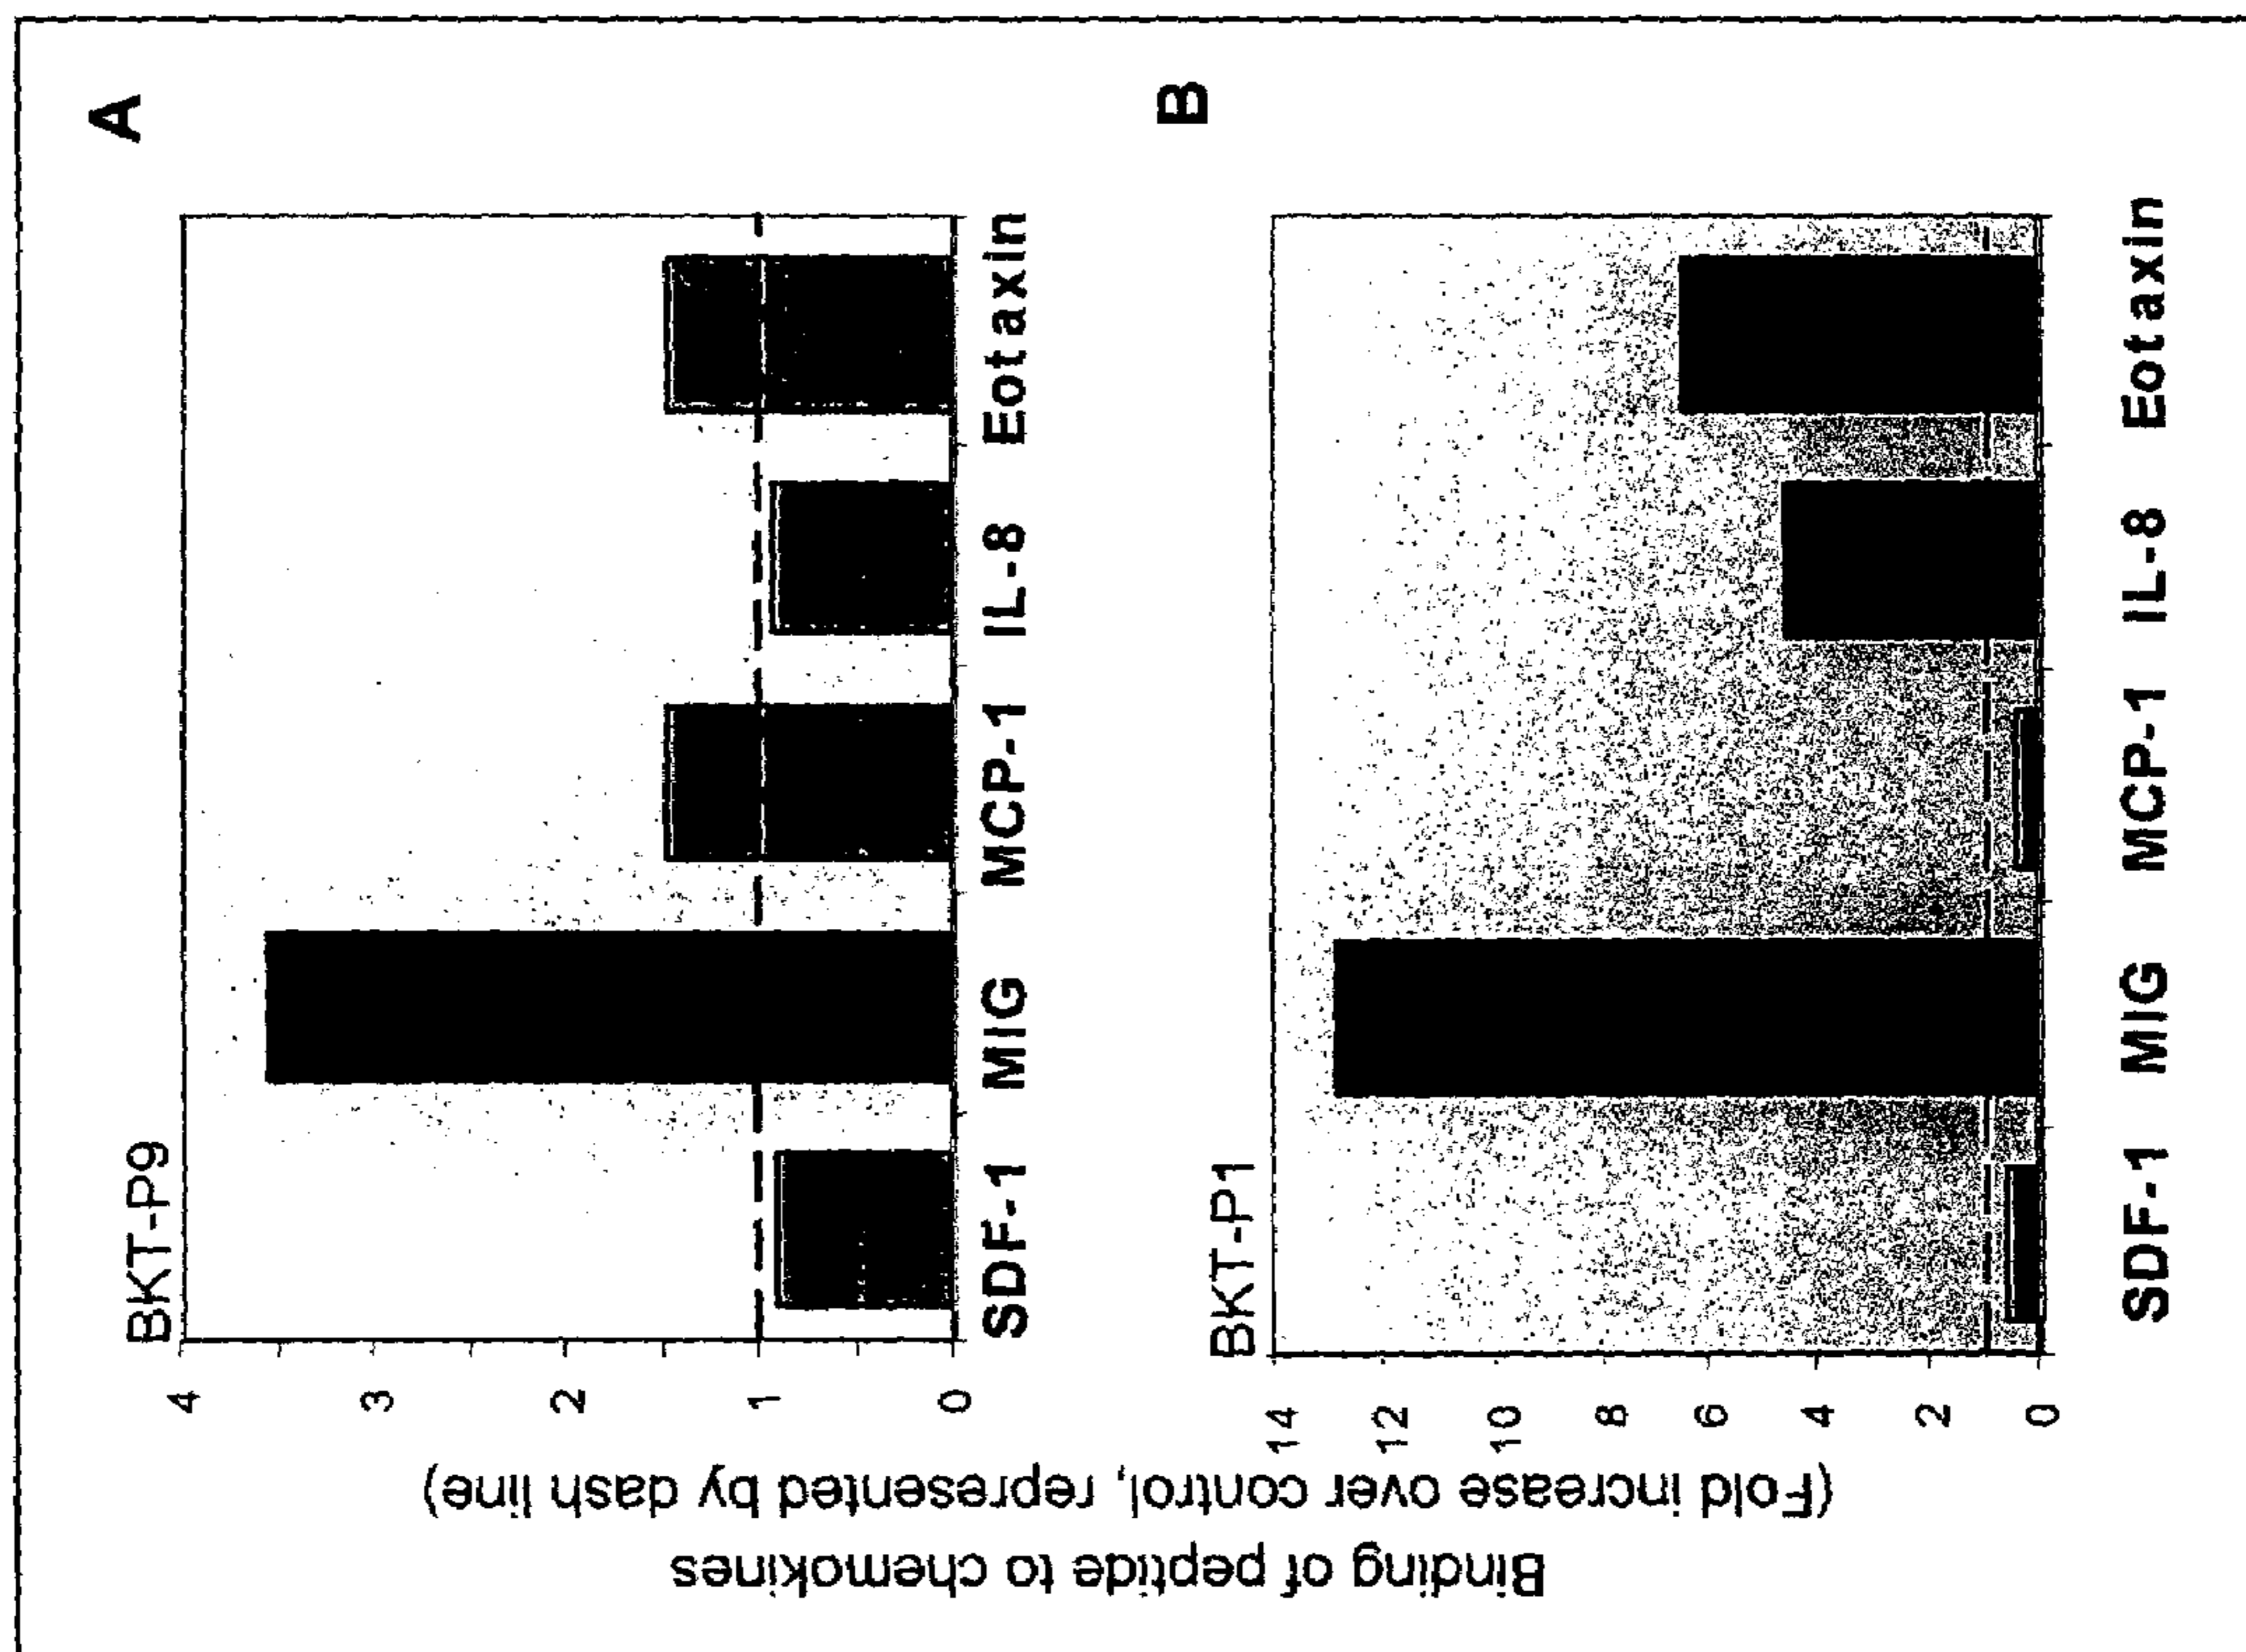 Binding of peptide to chemokines
(Fold increase over control, represented by dash line)
A
BKT-P9
4
3
2
1
0
SDF-1 MIG MCP-1 IL-8 Eotaxin
B
BKT-P1
14
12
10
8
6
4
2
0
SDF-1 MIG MCP-1 IL-8 Eotaxin